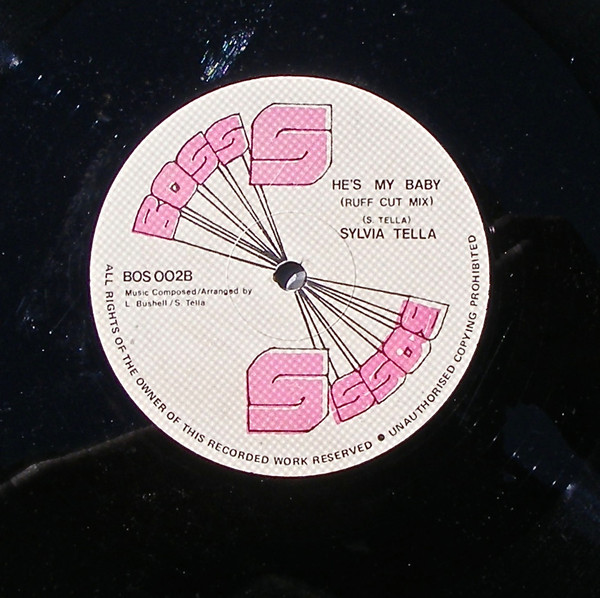 BOSS
S
HE'S MY BABY
(RUFF CUT MIX)
(S. TELLA)
SYLVIA TELLA
BOS 002B
Music Composed/Arranged by
L. Bushell/S. Tella
BOSS
S
ALL RIGHTS OF THE OWNER OF THIS RECORDED WORK RESERVED ● UNAUTHORISED COPYING PROHIBITED